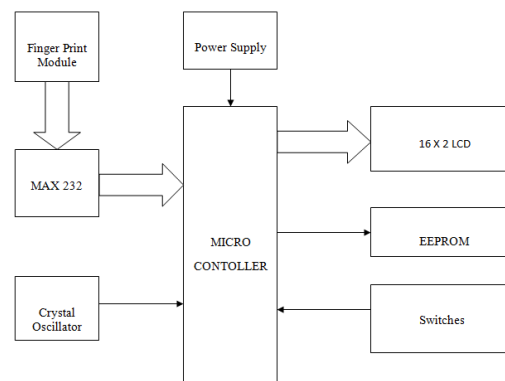 Finger Print
Module
Power Supply
16 X 2 LCD
MAX 232
MICRO
CONTOLLER
EEPROM
Crystal
Oscillator
Switches